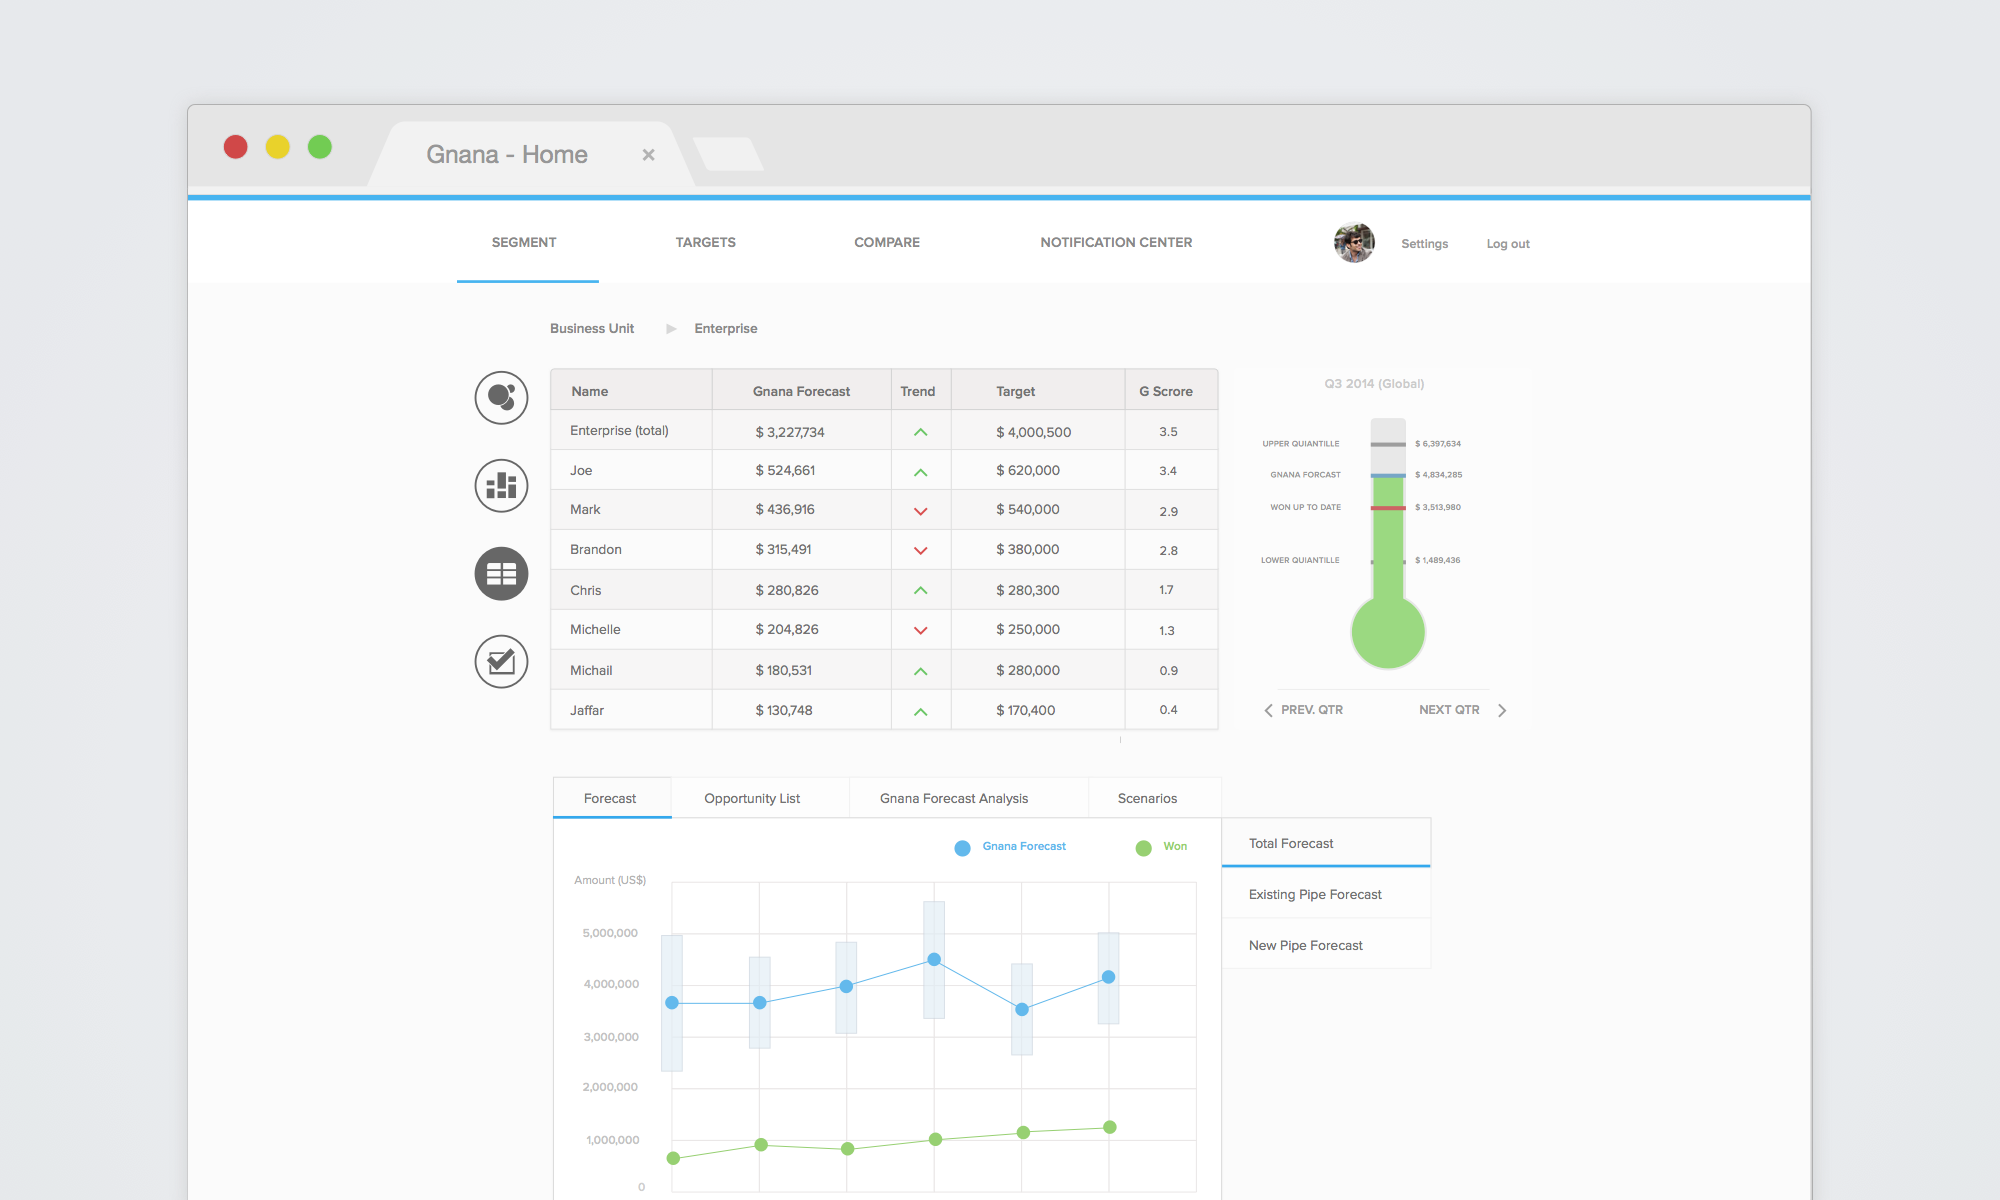 Gnana - Home ×
SEGMENT TARGETS COMPARE NOTIFICATION CENTER Settings Log out
Business Unit Enterprise
Name Gnana Forecast Trend Target G Scrore
Enterprise (total) $ 3,227,734 $ 4,000,500 3.5
Joe $ 524,661 $ 620,000 3.4
Mark $ 436,916 $ 540,000 2.9
Brandon $ 315,491 $ 380,000 2.8
Chris $ 280,826 $ 280,300 1.7
Michelle $ 204,826 $ 250,000 1.3
Michail $ 180,531 $ 280,000 0.9
Jaffar $ 130,748 $ 170,400 0.4
Q3 2014 (Global)
UPPER QUIANTILLE $ 6,397,634
GNANA FORCAST $ 4,834,285
WON UP TO DATE $ 3,513,980
LOWER QUIANTILLE $ 1,489,436
PREV. QTR NEXT QTR
Forecast Opportunity List Gnana Forecast Analysis Scenarios
Gnana Forecast Won
Amount (US$)
5,000,000
4,000,000
3,000,000
2,000,000
1,000,000
0
Total Forecast
Existing Pipe Forecast
New Pipe Forecast